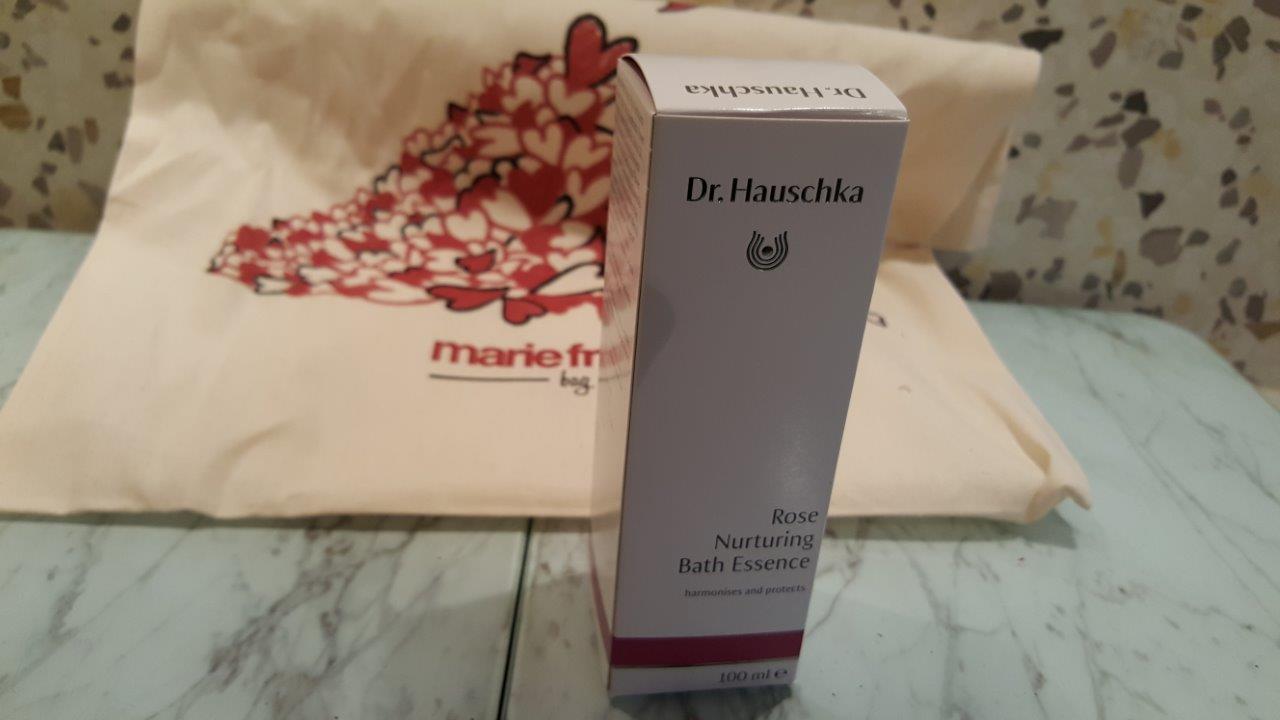 Dr. Hauschka
Dr. Hauschka
Rose
Nurturing
Bath Essence
harmonises and protects
100 ml e
marie fr
bag